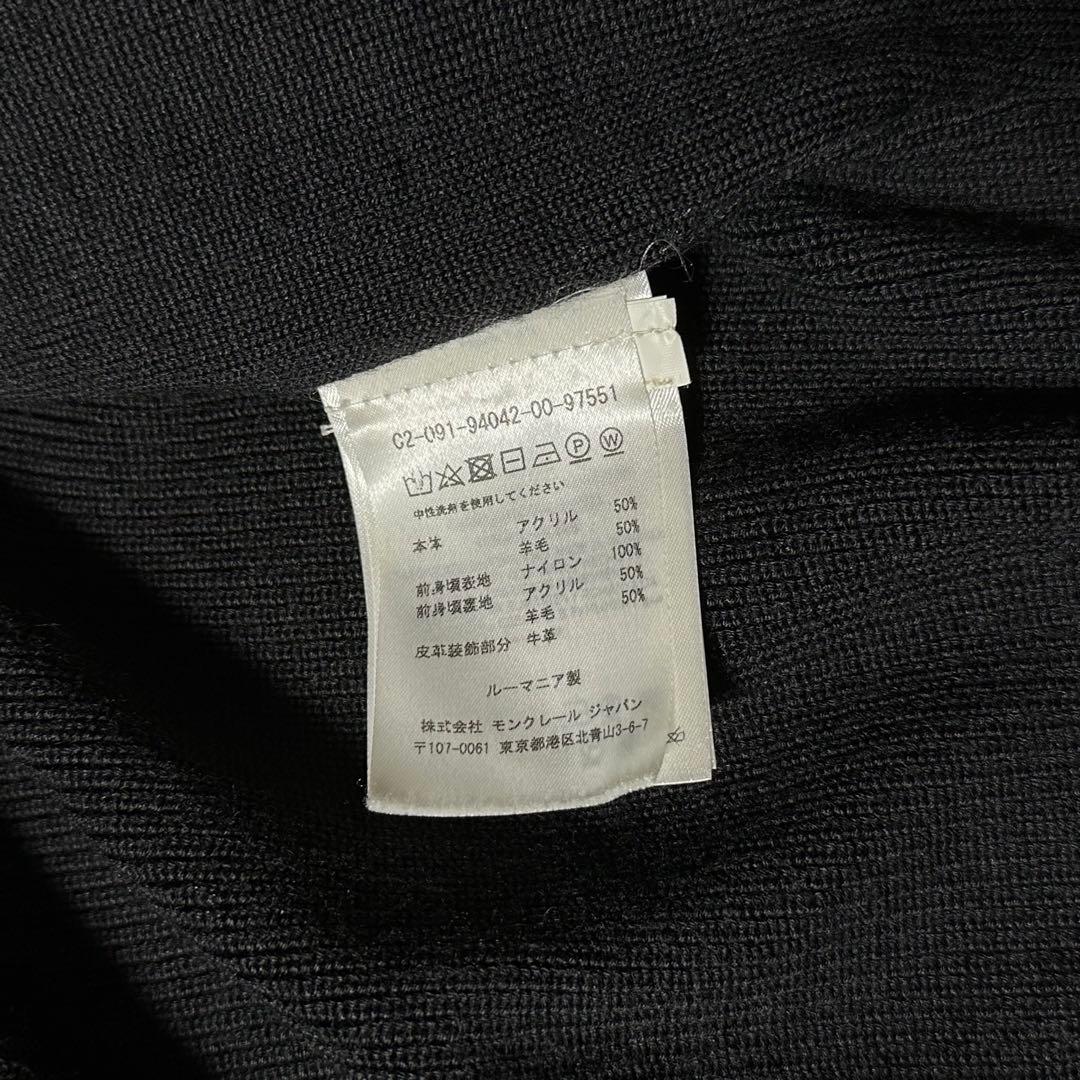 C2-091-94042-00-97551
P W
中性洗剤を使用してください
本体 アクリル 50%
羊毛 50%
前身頃表地 ナイロン 100%
前身頃裏地 アクリル 50%
羊毛 50%
皮革装飾部分 牛革
ルーマニア製
株式会社 モンクレール ジャパン
〒107-0061 東京都港区北青山3-6-7